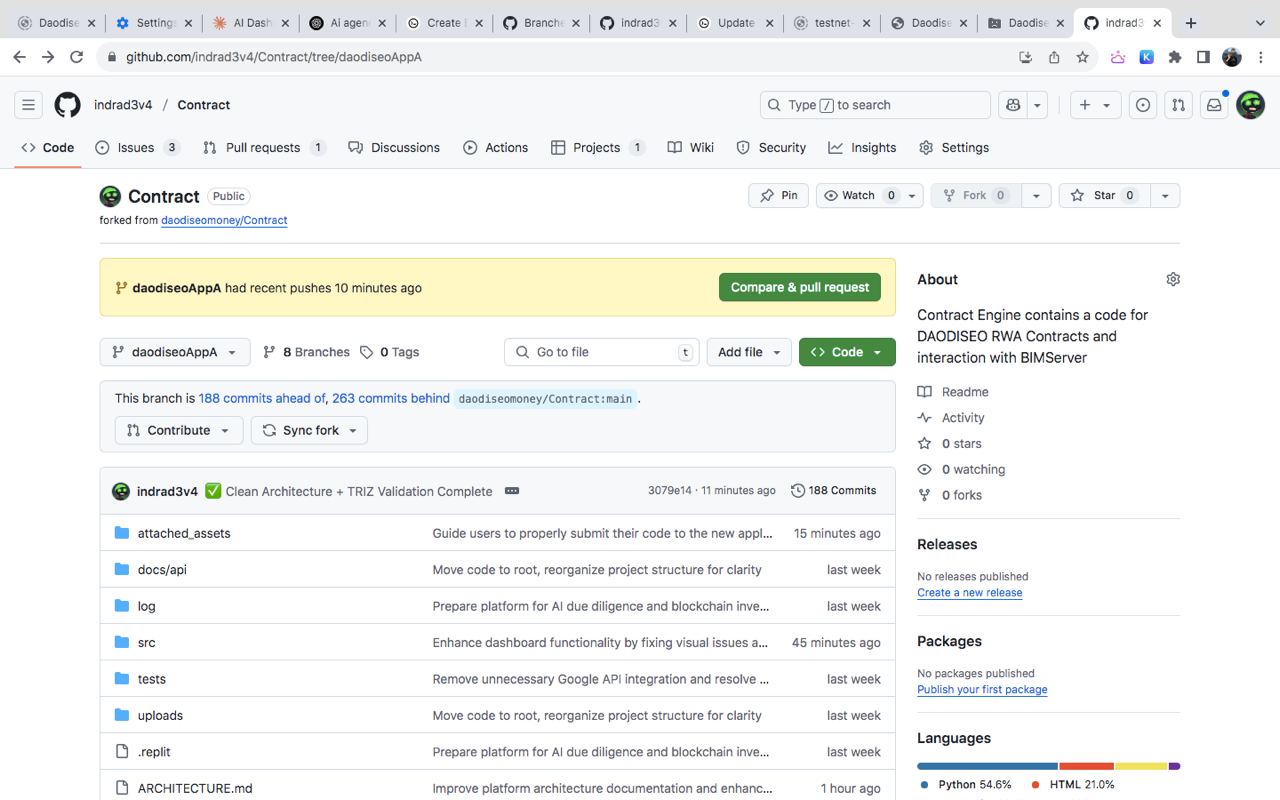 Daodise
Settings
AI Dash
Ai agen
Create
Branche
indrad3
Update
testnet-
Daodise
Daodise
indrad3
github.com/indrad3v4/Contract/tree/daodiseoAppA
indrad3v4 / Contract
Type / to search
Code
Issues 3
Pull requests 1
Discussions
Actions
Projects 1
Wiki
Security
Insights
Settings
Contract Public
Pin
Watch 0
Fork 0
Star 0
forked from daodiseomoney/Contract
daodiseoAppA had recent pushes 10 minutes ago
Compare & pull request
daodiseoAppA
8 Branches
0 Tags
Go to file t
Add file
<> Code
This branch is 188 commits ahead of, 263 commits behind daodiseomoney/Contract:main .
Contribute
Sync fork
indrad3v4 ✅ Clean Architecture + TRIZ Validation Complete
3079e14 · 11 minutes ago
188 Commits
attached_assets Guide users to properly submit their code to the new appl... 15 minutes ago
docs/api Move code to root, reorganize project structure for clarity last week
log Prepare platform for AI due diligence and blockchain inve... last week
src Enhance dashboard functionality by fixing visual issues a... 45 minutes ago
tests Remove unnecessary Google API integration and resolve ... last week
uploads Move code to root, reorganize project structure for clarity last week
.replit Prepare platform for AI due diligence and blockchain inve... last week
ARCHITECTURE.md Improve platform architecture documentation and enhanc... 1 hour ago
About
Contract Engine contains a code for
DAODISEO RWA Contracts and
interaction with BIMServer
Readme
Activity
0 stars
0 watching
0 forks
Releases
No releases published
Create a new release
Packages
No packages published
Publish your first package
Languages
Python 54.6%
HTML 21.0%